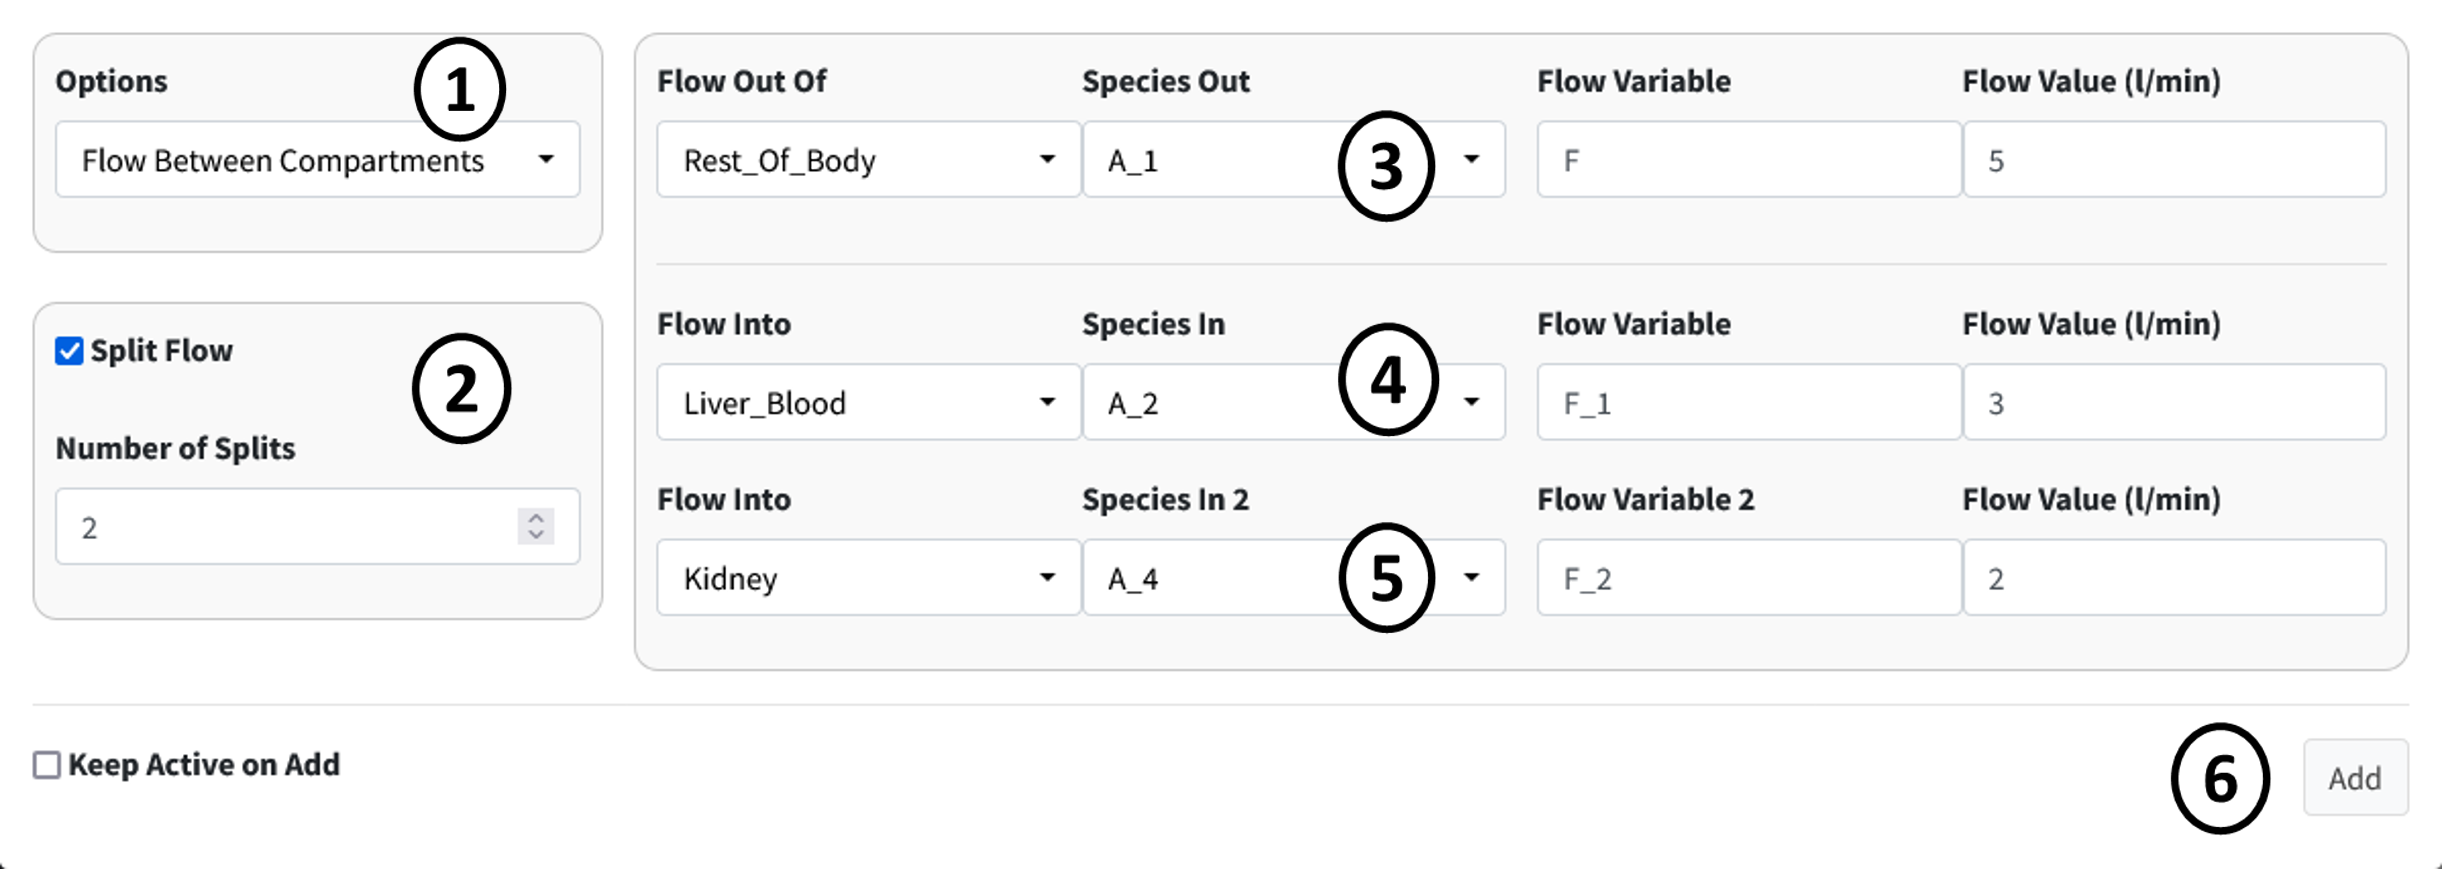 Options
1
Flow Between Compartments
Split Flow
2
Number of Splits
2
Flow Out Of Species Out Flow Variable Flow Value (l/min)
Rest_Of_Body A_1 3 F 5
Flow Into Species In Flow Variable Flow Value (l/min)
Liver_Blood A_2 4 F_1 3
Flow Into Species In 2 Flow Variable 2 Flow Value (l/min)
Kidney A_4 5 F_2 2
Keep Active on Add
6 Add